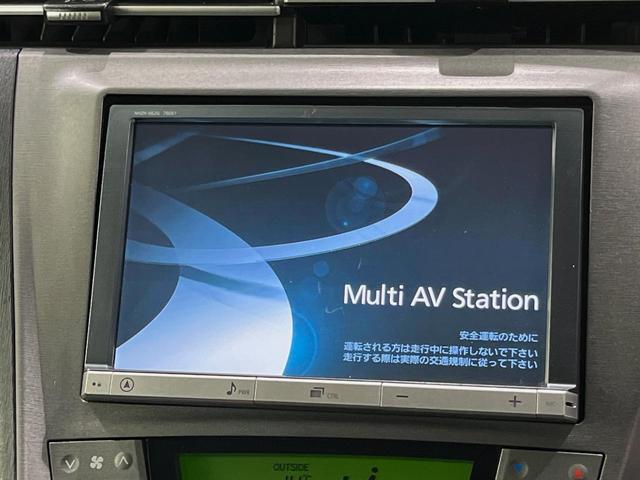 Multi AV Station
安全運転のために
運転される方は走行中に操作しないで下さい
走行する際は実際の交通規制に従って下さい
PWR
CTRL
− +
OUTSIDE